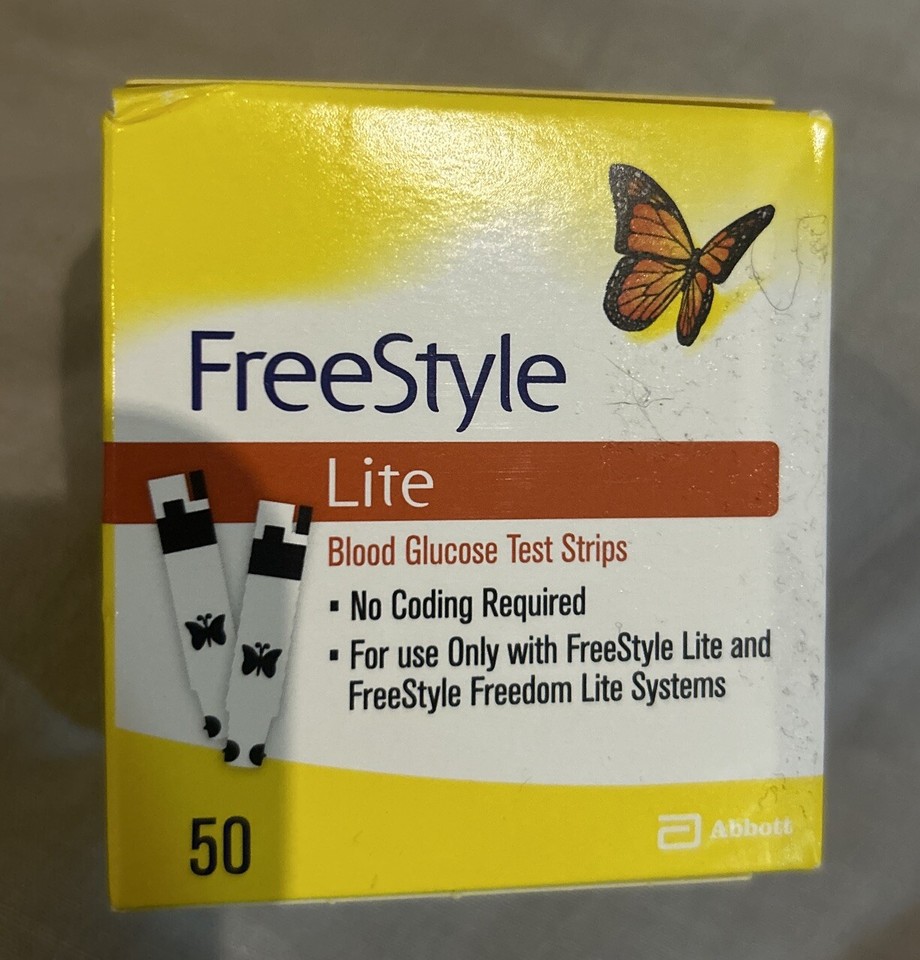 FreeStyle
Lite
Blood Glucose Test Strips
▪ No Coding Required
▪ For use Only with FreeStyle Lite and
FreeStyle Freedom Lite Systems
50
Abbott